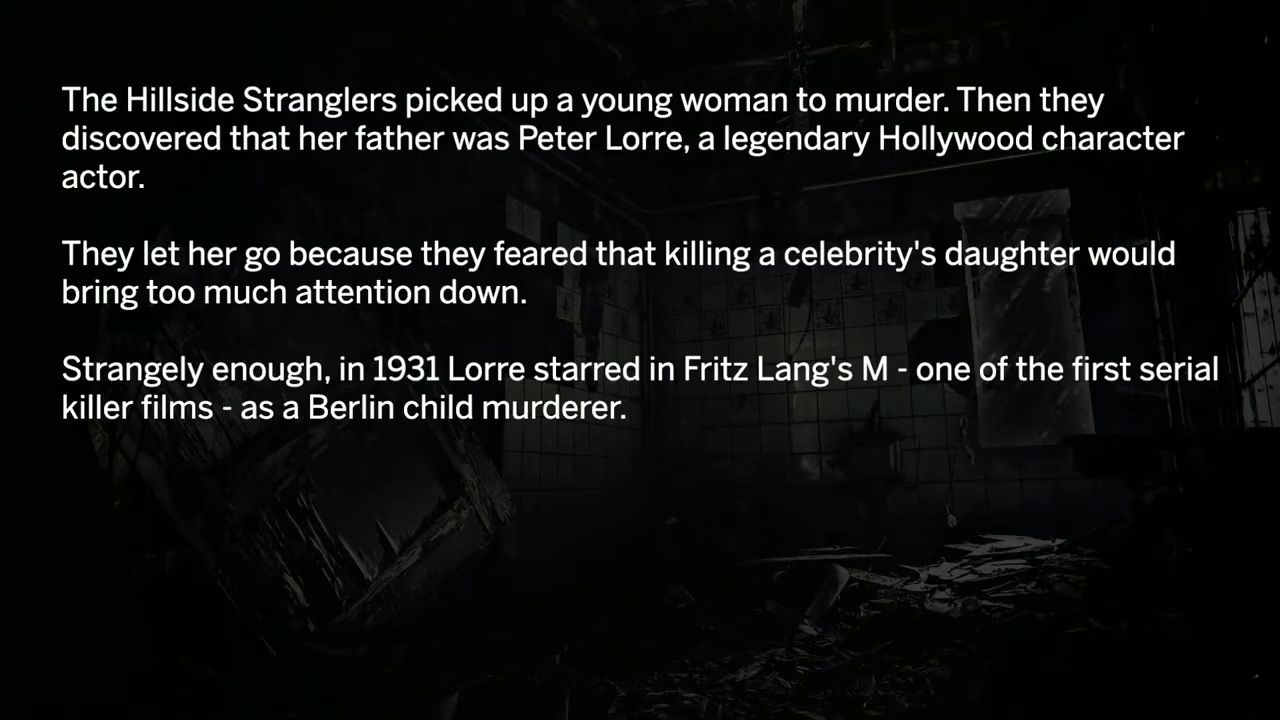 The Hillside Stranglers picked up a young woman to murder. Then they
discovered that her father was Peter Lorre, a legendary Hollywood character
actor.
They let her go because they feared that killing a celebrity's daughter would
bring too much attention down.
Strangely enough, in 1931 Lorre starred in Fritz Lang's M - one of the first serial
killer films - as a Berlin child murderer.